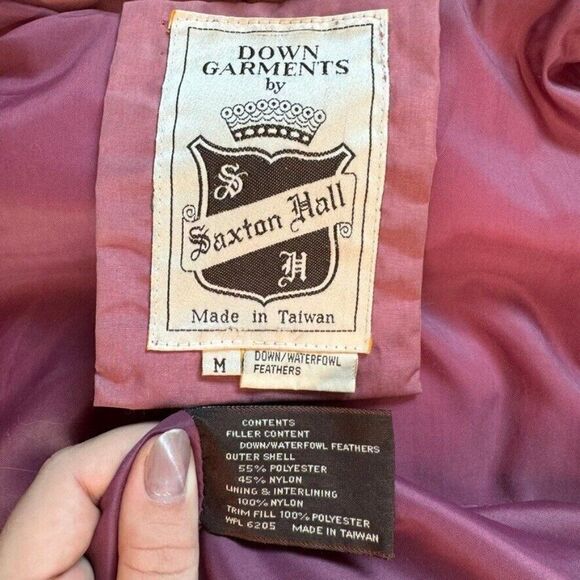 DOWN
GARMENTS
by
S
Saxton Hall
H
Made in Taiwan
M
DOWN/WATERFOWL
FEATHERS
CONTENTS
FILLER CONTENT
DOWN/WATERFOWL FEATHERS
OUTER SHELL
55% POLYESTER
45% NYLON
LINING & INTERLINING
100% NYLON
TRIM FILL 100% POLYESTER
WPL 6205 MADE IN TAIWAN